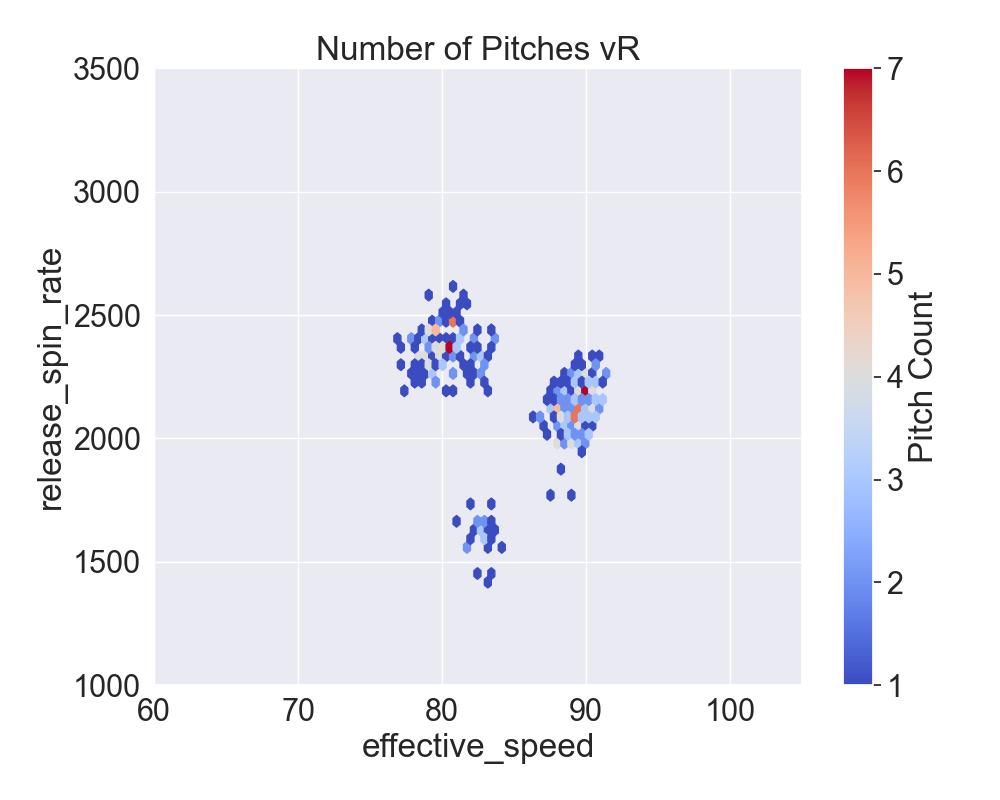 Number of Pitches vR
release_spin_rate
3500
3000
2500
2000
1500
1000
60 70 80 90 100
effective_speed
7
6
5
4
3
2
1
Pitch Count